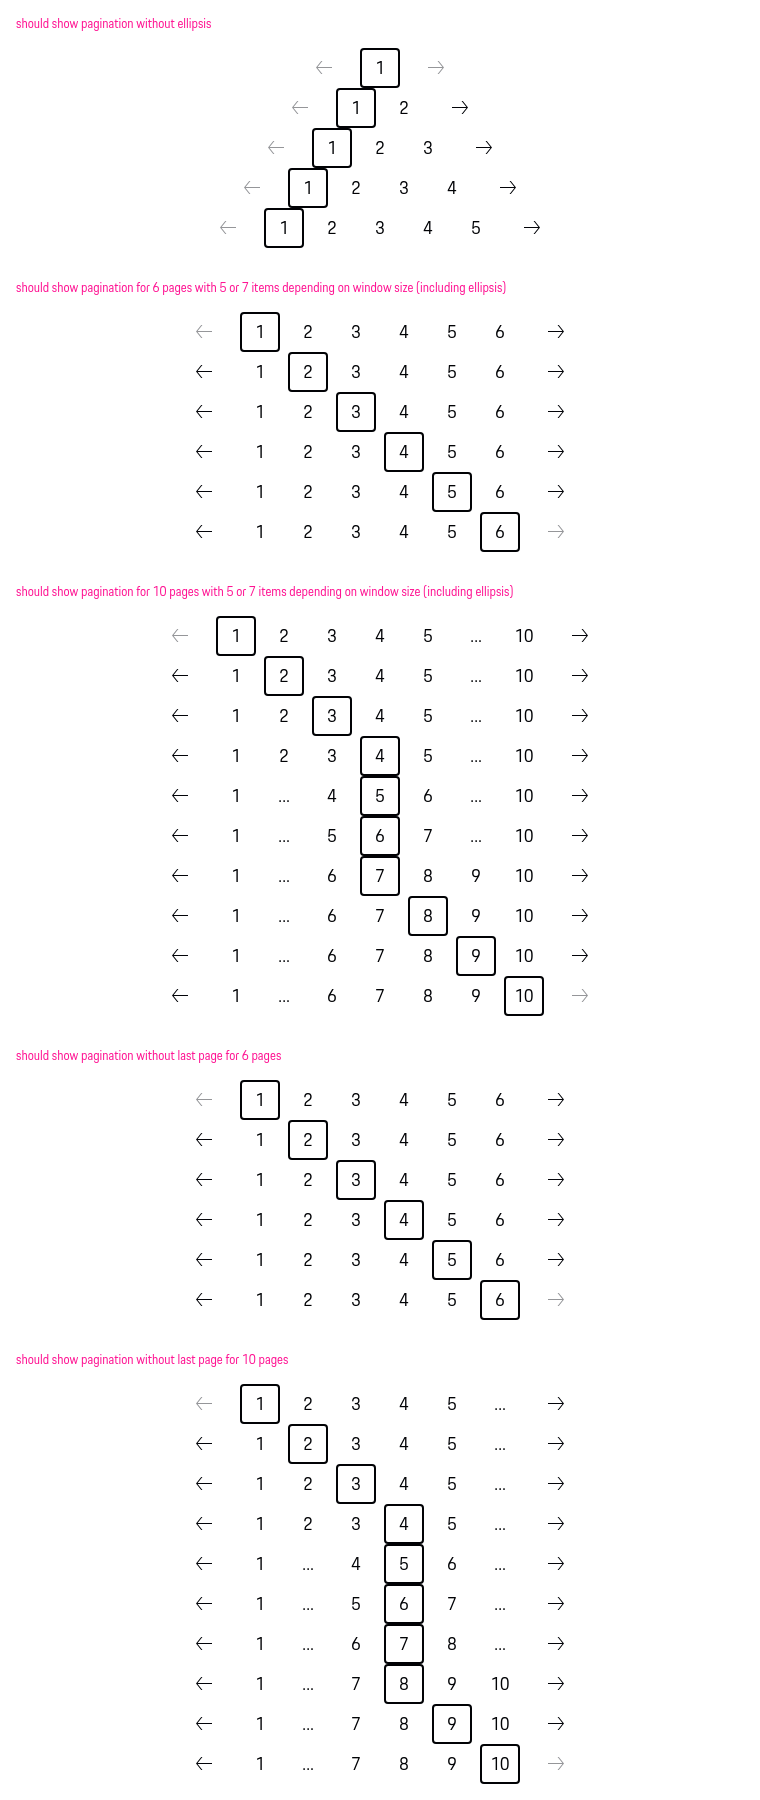 should show pagination without ellipsis
← 1 →
← 1 2 →
← 1 2 3 →
← 1 2 3 4 →
← 1 2 3 4 5 →
should show pagination for 6 pages with 5 or 7 items depending on window size (including ellipsis)
← 1 2 3 4 5 6 →
← 1 2 3 4 5 6 →
← 1 2 3 4 5 6 →
← 1 2 3 4 5 6 →
← 1 2 3 4 5 6 →
← 1 2 3 4 5 6 →
should show pagination for 10 pages with 5 or 7 items depending on window size (including ellipsis)
← 1 2 3 4 5 ... 10 →
← 1 2 3 4 5 ... 10 →
← 1 2 3 4 5 ... 10 →
← 1 2 3 4 5 ... 10 →
← 1 ... 4 5 6 ... 10 →
← 1 ... 5 6 7 ... 10 →
← 1 ... 6 7 8 9 10 →
← 1 ... 6 7 8 9 10 →
← 1 ... 6 7 8 9 10 →
← 1 ... 6 7 8 9 10 →
should show pagination without last page for 6 pages
← 1 2 3 4 5 6 →
← 1 2 3 4 5 6 →
← 1 2 3 4 5 6 →
← 1 2 3 4 5 6 →
← 1 2 3 4 5 6 →
← 1 2 3 4 5 6 →
should show pagination without last page for 10 pages
← 1 2 3 4 5 ... →
← 1 2 3 4 5 ... →
← 1 2 3 4 5 ... →
← 1 2 3 4 5 ... →
← 1 ... 4 5 6 ... →
← 1 ... 5 6 7 ... →
← 1 ... 6 7 8 ... →
← 1 ... 7 8 9 10 →
← 1 ... 7 8 9 10 →
← 1 ... 7 8 9 10 →